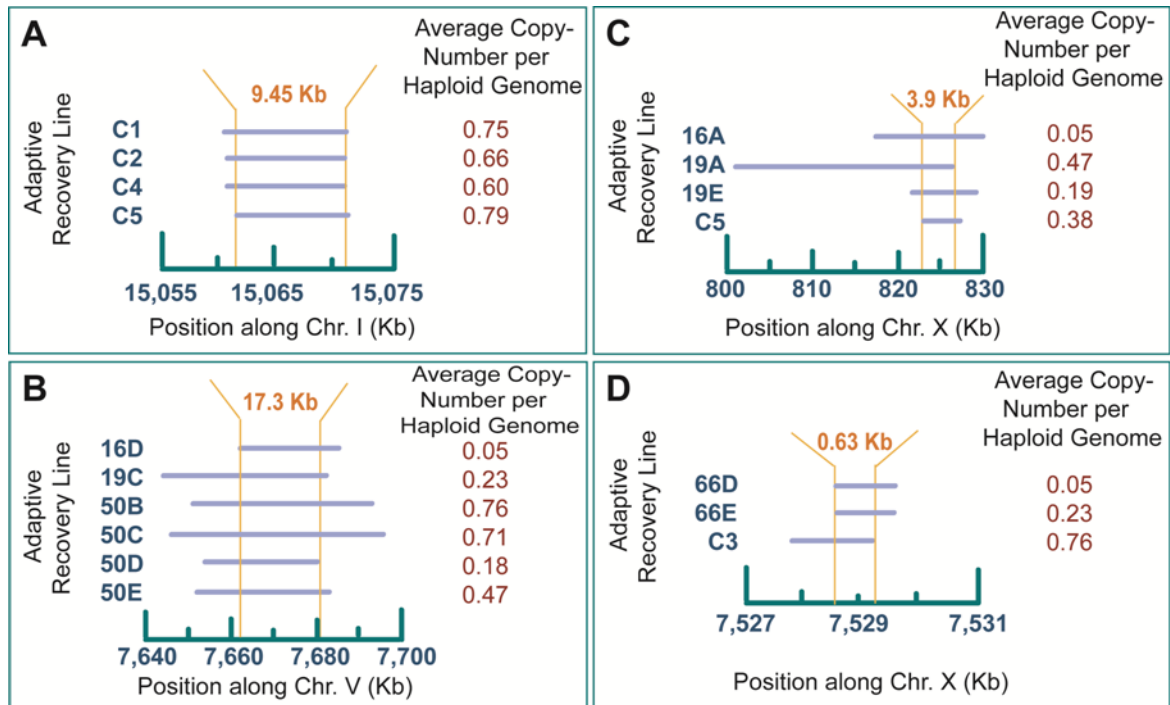 A
Average Copy-
Number per
Haploid Genome
9.45 Kb
Adaptive
Recovery Line
C1 0.75
C2 0.66
C4 0.60
C5 0.79
15,055 15,065 15,075
Position along Chr. I (Kb)
B
Average Copy-
Number per
Haploid Genome
17.3 Kb
Adaptive
Recovery Line
16D 0.05
19C 0.23
50B 0.76
50C 0.71
50D 0.18
50E 0.47
7,640 7,660 7,680 7,700
Position along Chr. V (Kb)
C
Average Copy-
Number per
Haploid Genome
3.9 Kb
Adaptive
Recovery Line
16A 0.05
19A 0.47
19E 0.19
C5 0.38
800 810 820 830
Position along Chr. X (Kb)
D
Average Copy-
Number per
Haploid Genome
0.63 Kb
Adaptive
Recovery Line
66D 0.05
66E 0.23
C3 0.76
7,527 7,529 7,531
Position along Chr. X (Kb)